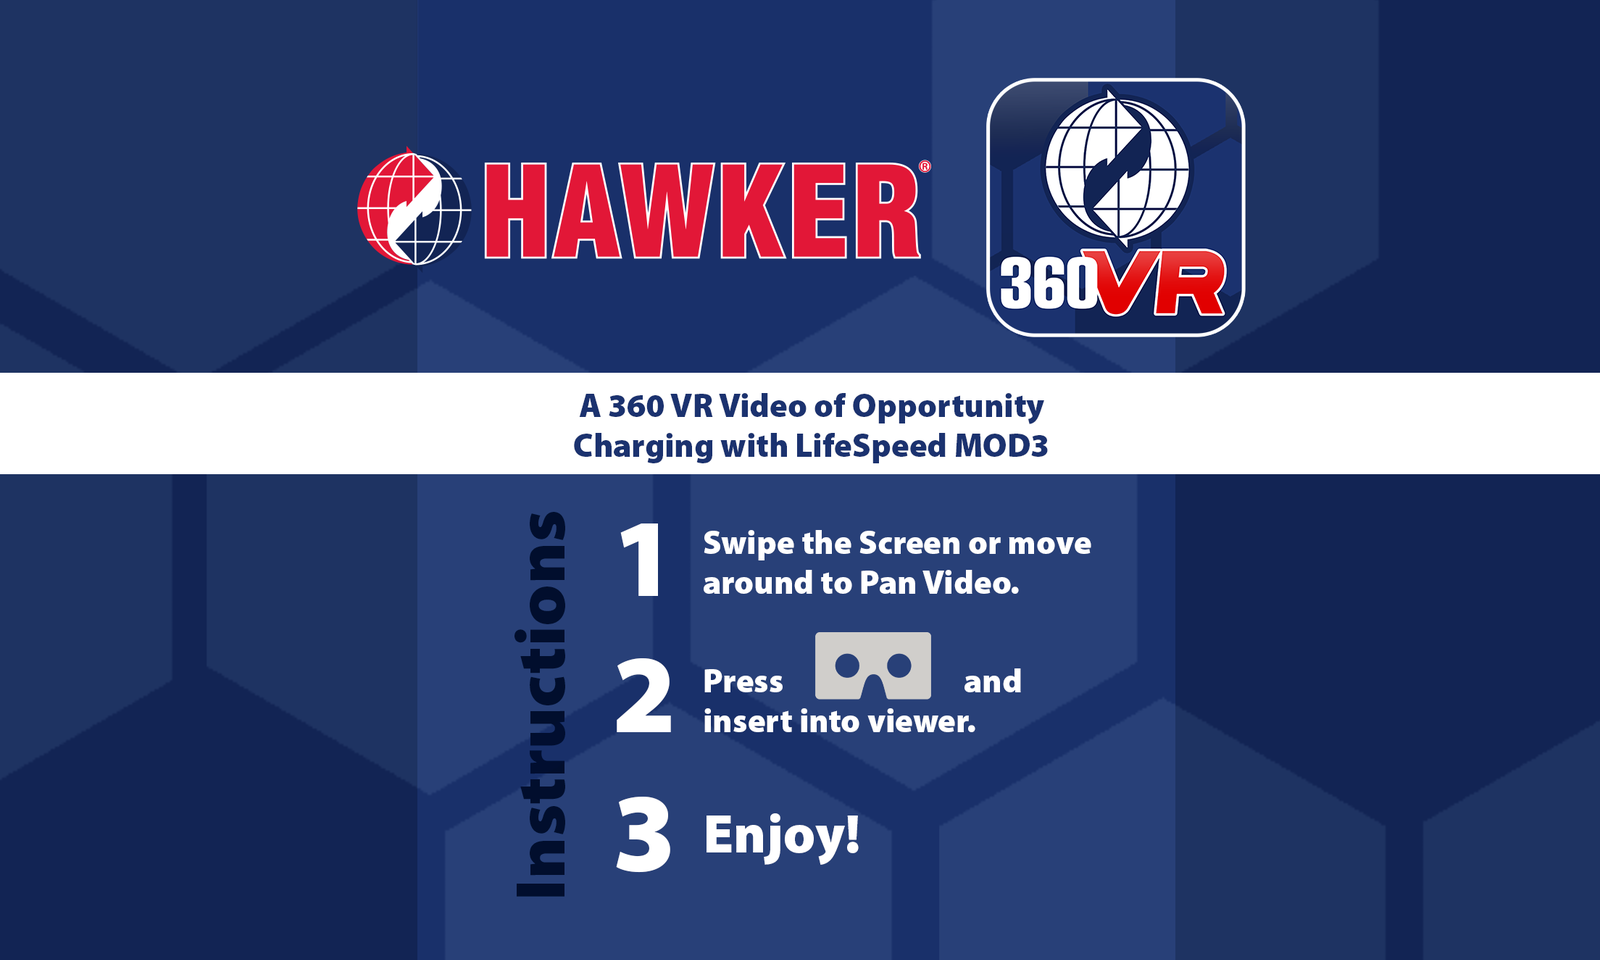 HAWKER®
360VR
A 360 VR Video of Opportunity
Charging with LifeSpeed MOD3
Instructions
1 Swipe the Screen or move
around to Pan Video.
2 Press and
insert into viewer.
3 Enjoy!